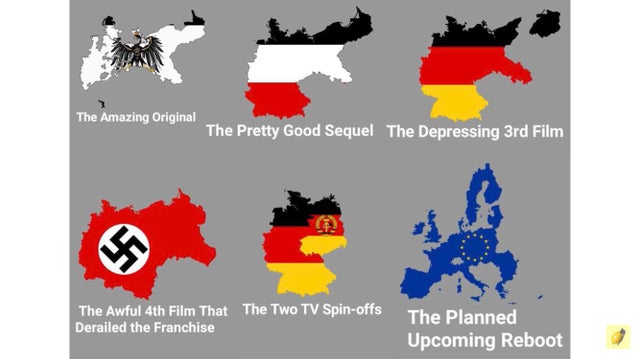 The Amazing Original
The Pretty Good Sequel
The Depressing 3rd Film
The Awful 4th Film That
Derailed the Franchise
The Two TV Spin-offs
The Planned
Upcoming Reboot